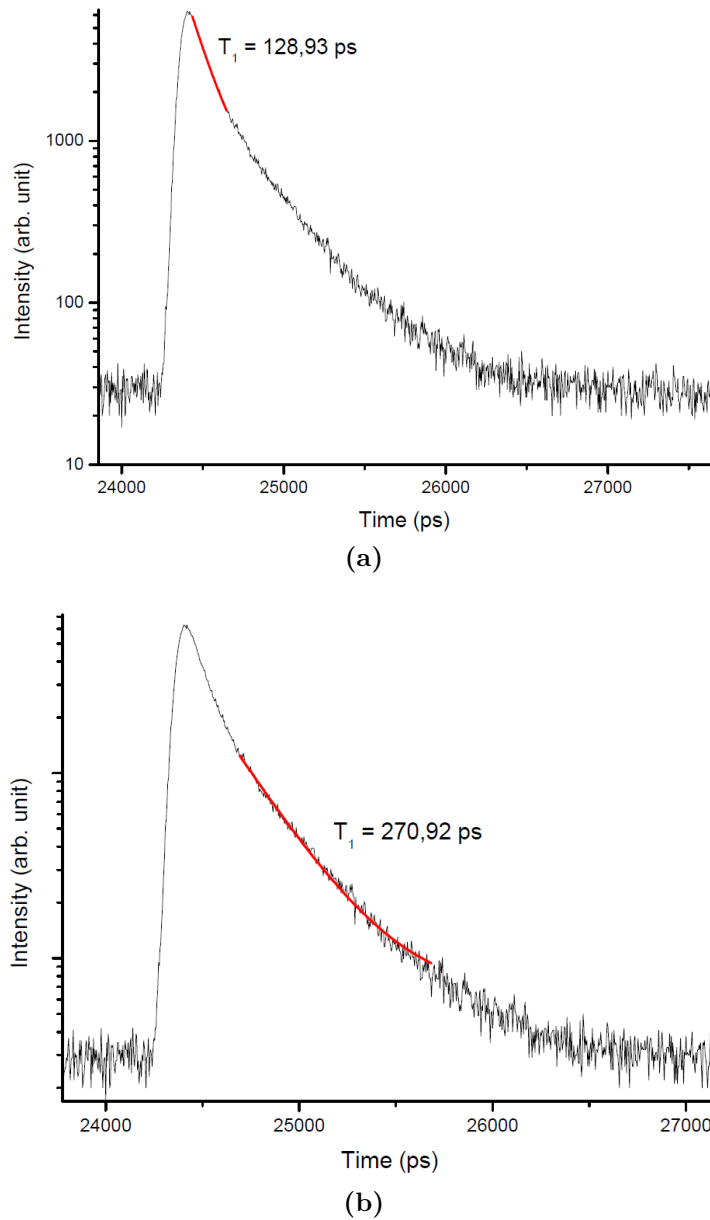 T₁ = 128,93 ps
1000
100
10
Intensity (arb. unit)
24000 25000 26000 27000
Time (ps)
(a)
T₁ = 270,92 ps
Intensity (arb. unit)
24000 25000 26000 27000
Time (ps)
(b)